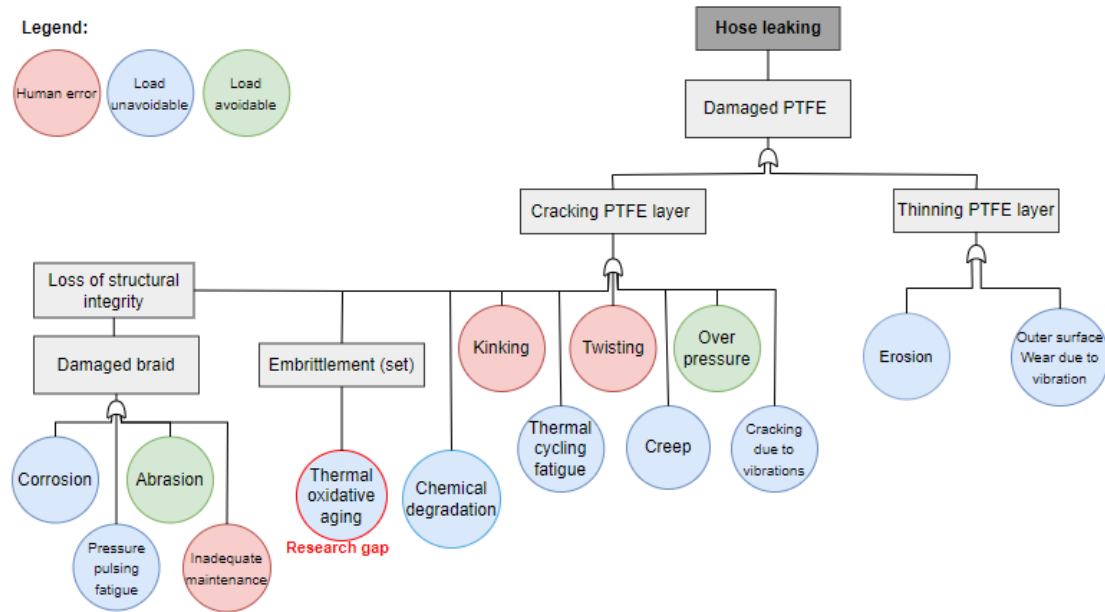 Legend:
Human error
Load
unavoidable
Load
avoidable
Hose leaking
Damaged PTFE
Cracking PTFE layer
Thinning PTFE layer
Loss of structural
integrity
Kinking
Twisting
Over
pressure
Erosion
Outer surface
Wear due to
vibration
Damaged braid
Embrittlement (set)
Thermal
cycling
fatigue
Creep
Cracking
due to
vibrations
Corrosion
Abrasion
Thermal
oxidative
aging
Chemical
degradation
Research gap
Pressure
pulsing
fatigue
Inadequate
maintenance